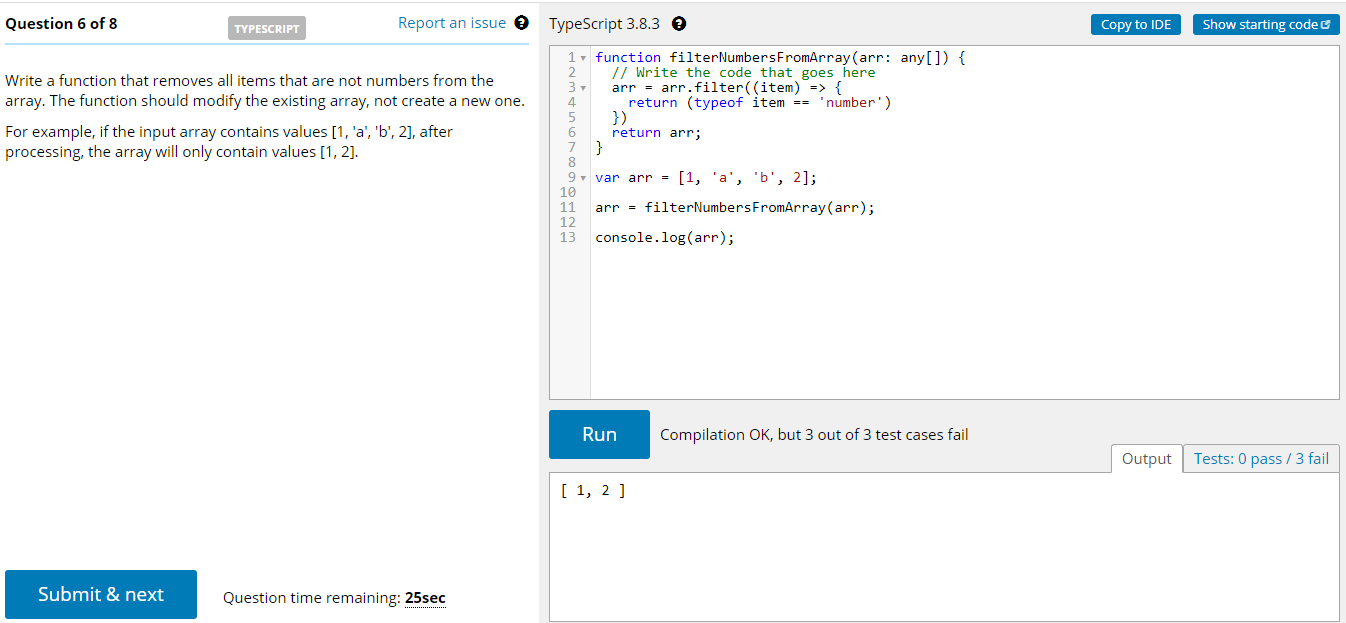 Question 6 of 8
TYPESCRIPT
Report an issue ?
Write a function that removes all items that are not numbers from the
array. The function should modify the existing array, not create a new one.
For example, if the input array contains values [1, 'a', 'b', 2], after
processing, the array will only contain values [1, 2].
Submit & next
Question time remaining: 25sec
TypeScript 3.8.3 ?
Copy to IDE
Show starting code
1 function filterNumbersFromArray(arr: any[]) {
2   // Write the code that goes here
3   arr = arr.filter((item) => {
4     return (typeof item == 'number')
5   })
6   return arr;
7 }
8
9 var arr = [1, 'a', 'b', 2];
10
11 arr = filterNumbersFromArray(arr);
12
13 console.log(arr);
Run
Compilation OK, but 3 out of 3 test cases fail
Output
Tests: 0 pass / 3 fail
[ 1, 2 ]